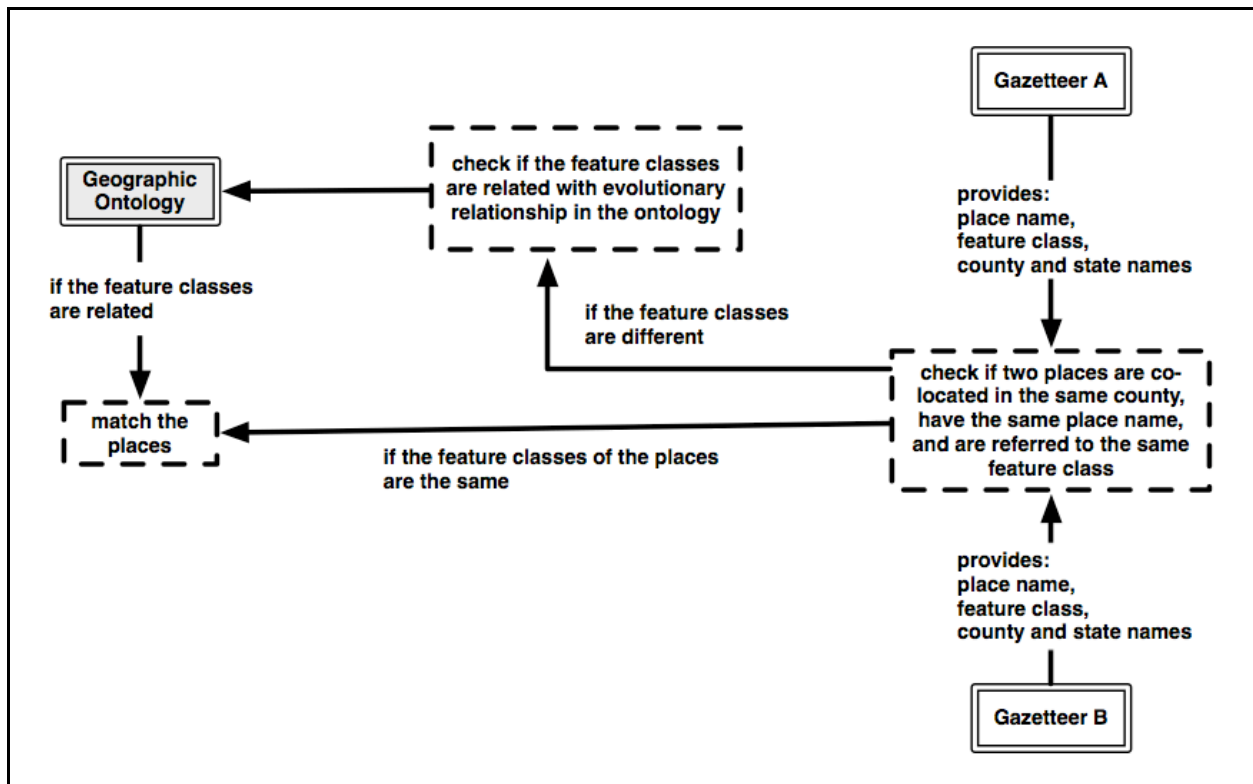 Gazetteer A
provides:
place name,
feature class,
county and state names
check if the feature classes
are related with evolutionary
relationship in the ontology
Geographic
Ontology
if the feature classes
are related
if the feature classes
are different
check if two places are co-
located in the same county,
have the same place name,
and are referred to the same
feature class
match the
places
if the feature classes of the places
are the same
provides:
place name,
feature class,
county and state names
Gazetteer B